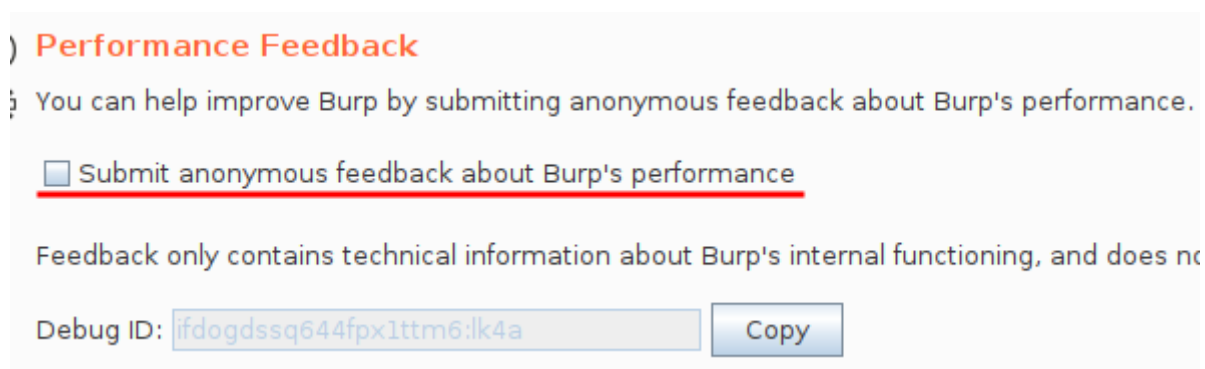 Performance Feedback
You can help improve Burp by submitting anonymous feedback about Burp's performance.
Submit anonymous feedback about Burp's performance
Feedback only contains technical information about Burp's internal functioning, and does
Debug ID: ifdogdssq644fpx1ttm6:lk4a Copy